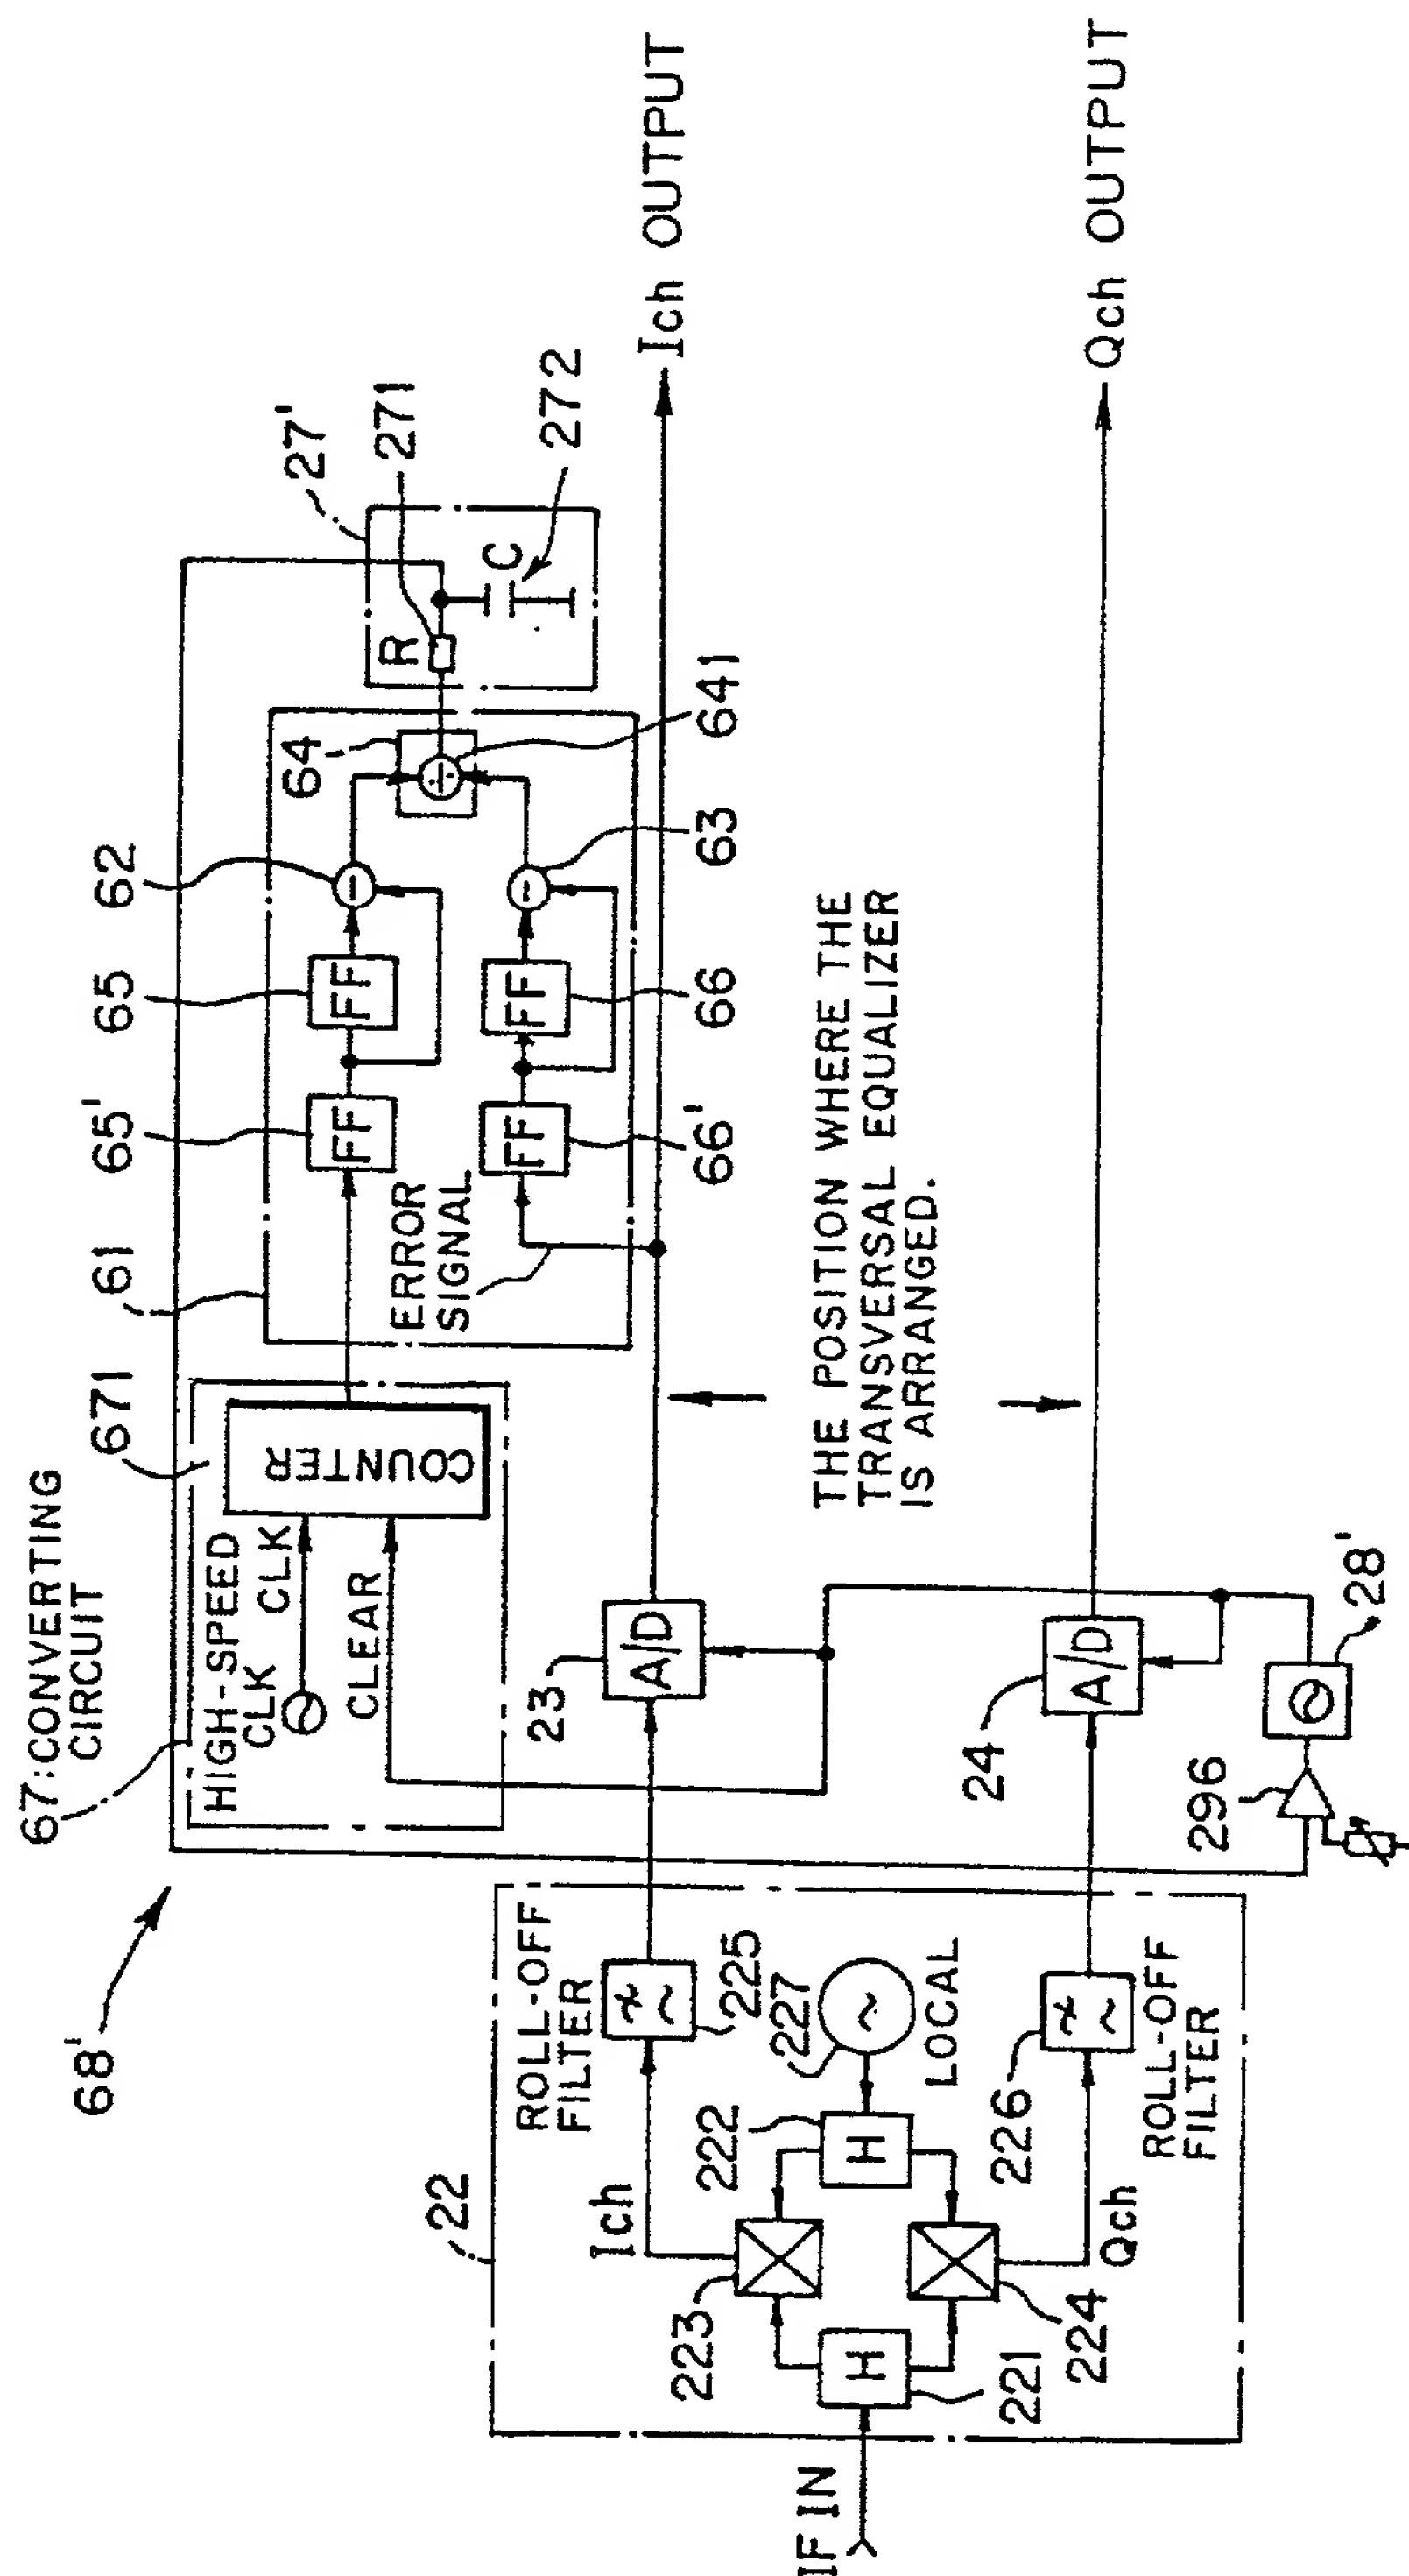 68'
67:CONVERTING
CIRCUIT
671
61
65'
65
62
27'
271
272
HIGH-SPEED
CLK
CLK
CLEAR
COUNTER
FF
FF
64
R
C
ERROR
SIGNAL
FF
FF
66'
66
63
641
22
ROLL-OFF
FILTER
225
Ich
23
A/D
Ich OUTPUT
IF IN
H
221
223
224
222
H
227
LOCAL
THE POSITION WHERE THE
TRANSVERSAL EQUALIZER
IS ARRANGED.
Qch
226
ROLL-OFF
FILTER
24
A/D
Qch OUTPUT
296
28'